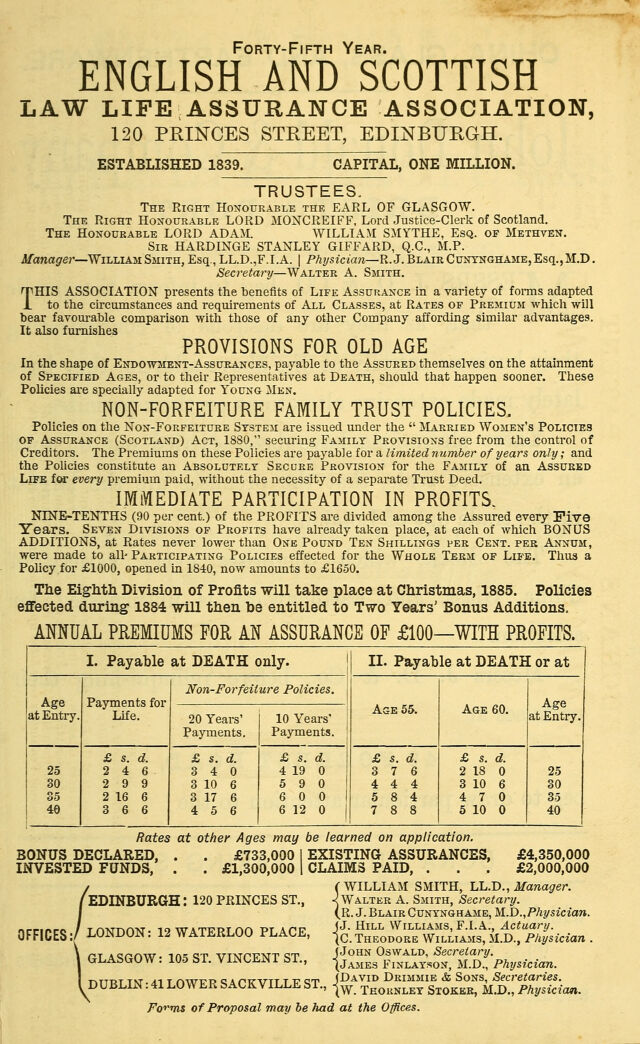 Forty-Fifth Year.
ENGLISH AND SCOTTISH
LAW LIFE ASSURANCE ASSOCIATION,
120 PRINCES STREET, EDINBURGH.
ESTABLISHED 1839. CAPITAL, ONE MILLION.
TRUSTEES.
The Right Honourable the EARL OF GLASGOW.
The Right Honourable LORD MONCREIFF, Lord Justice-Clerk of Scotland.
The Honourable LORD ADAM. WILLIAM SMYTHE, Esq. of Methven.
Sir HARDINGE STANLEY GIFFARD, Q.C., M.P.
Manager—William Smith, Esq., LL.D., F.I.A. | Physician—R. J. Blair Cunynghame, Esq., M.D.
Secretary—Walter A. Smith.
THIS ASSOCIATION presents the benefits of Life Assurance in a variety of forms adapted
to the circumstances and requirements of All Classes, at Rates of Premium which will
bear favourable comparison with those of any other Company affording similar advantages.
It also furnishes
PROVISIONS FOR OLD AGE
In the shape of Endowment-Assurances, payable to the Assured themselves on the attainment
of Specified Ages, or to their Representatives at Death, should that happen sooner. These
Policies are specially adapted for Young Men.
NON-FORFEITURE FAMILY TRUST POLICIES.
Policies on the Non-Forfeiture System are issued under the “Married Women's Policies
of Assurance (Scotland) Act, 1880,” securing Family Provisions free from the control of
Creditors. The Premiums on these Policies are payable for a limited number of years only; and
the Policies constitute an Absolutely Secure Provision for the Family of an Assured
Life for every premium paid, without the necessity of a separate Trust Deed.
IMMEDIATE PARTICIPATION IN PROFITS.
NINE-TENTHS (90 per cent.) of the PROFITS are divided among the Assured every Five
Years. Seven Divisions of Profits have already taken place, at each of which BONUS
ADDITIONS, at Rates never lower than One Pound Ten Shillings per Cent. per Annum,
were made to all Participating Policies effected for the Whole Term of Life. Thus a
Policy for £1000, opened in 1840, now amounts to £1650.
The Eighth Division of Profits will take place at Christmas, 1885. Policies
effected during 1884 will then be entitled to Two Years' Bonus Additions.
ANNUAL PREMIUMS FOR AN ASSURANCE OF £100—WITH PROFITS.
I. Payable at DEATH only. II. Payable at DEATH or at
Age at Entry. Payments for Life. Non-Forfeiture Policies. 20 Years' Payments. 10 Years' Payments. Age 55. Age 60. Age at Entry.
£ s. d. £ s. d. £ s. d. £ s. d. £ s. d.
25 2 4 6 3 4 0 4 19 0 3 7 6 2 18 0 25
30 2 9 9 3 10 6 5 9 0 4 4 4 3 10 6 30
35 2 16 6 3 17 6 6 0 0 5 8 4 4 7 0 35
40 3 6 6 4 5 6 6 12 0 7 8 8 5 10 0 40
Rates at other Ages may be learned on application.
BONUS DECLARED, . . £733,000 | EXISTING ASSURANCES, £4,350,000
INVESTED FUNDS, . . £1,300,000 | CLAIMS PAID, . . . £2,000,000
OFFICES:
EDINBURGH: 120 PRINCES ST.,
WILLIAM SMITH, LL.D., Manager.
Walter A. Smith, Secretary.
R. J. Blair Cunynghame, M.D., Physician.
LONDON: 12 WATERLOO PLACE,
J. Hill Williams, F.I.A., Actuary.
C. Theodore Williams, M.D., Physician.
GLASGOW: 105 ST. VINCENT ST.,
John Oswald, Secretary.
James Finlayson, M.D., Physician.
DUBLIN: 41 LOWER SACKVILLE ST.,
David Drimmie & Sons, Secretaries.
W. Thornley Stoker, M.D., Physician.
Forms of Proposal may be had at the Offices.